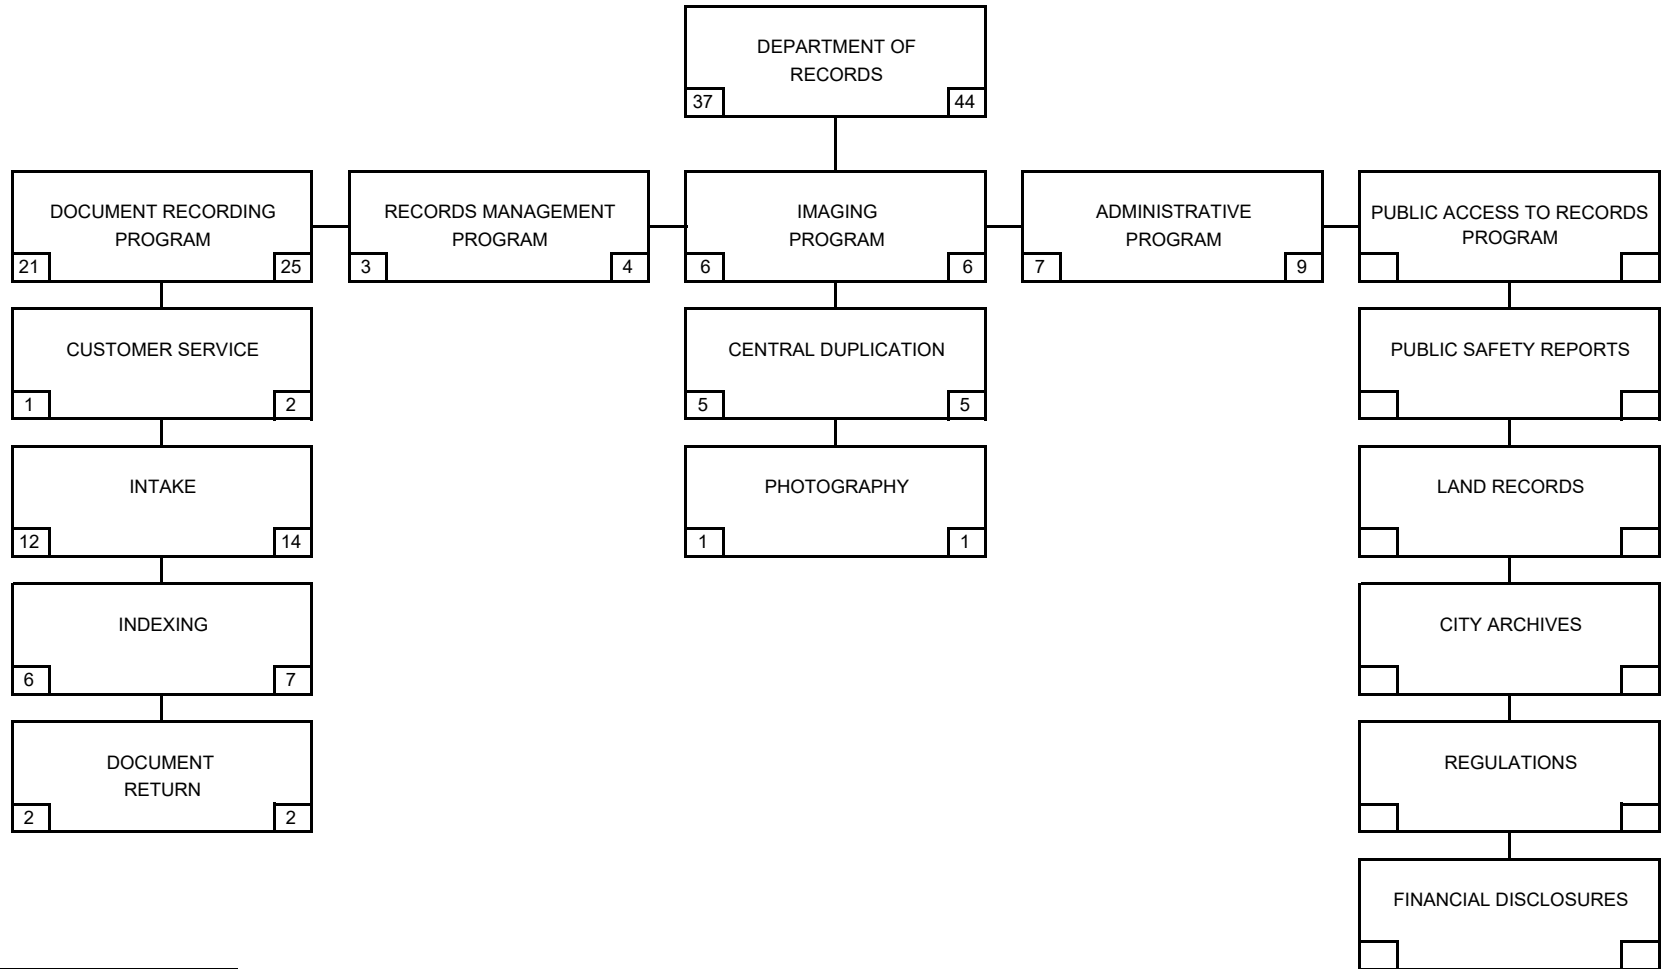 DEPARTMENT OF
RECORDS
37 44
DOCUMENT RECORDING
PROGRAM
21 25
RECORDS MANAGEMENT
PROGRAM
3 4
IMAGING
PROGRAM
6 6
ADMINISTRATIVE
PROGRAM
7 9
PUBLIC ACCESS TO RECORDS
PROGRAM
CUSTOMER SERVICE
1 2
CENTRAL DUPLICATION
5 5
PUBLIC SAFETY REPORTS
INTAKE
12 14
PHOTOGRAPHY
1 1
LAND RECORDS
INDEXING
6 7
CITY ARCHIVES
DOCUMENT
RETURN
2 2
REGULATIONS
FINANCIAL DISCLOSURES